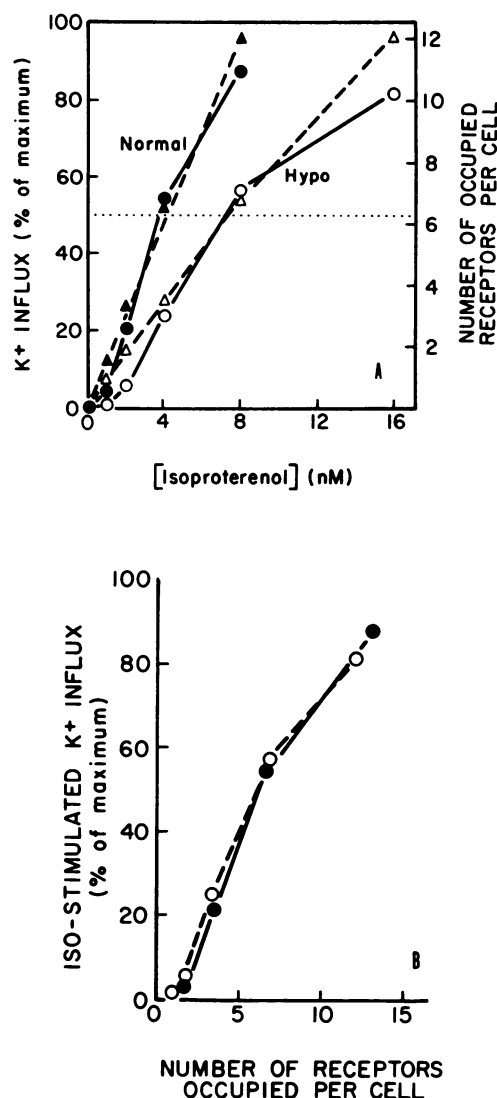 100
80
60
40
20
0
K+ INFLUX (% of maximum)
Normal
Hypo
A
12
10
8
6
4
2
NUMBER OF OCCUPIED
RECEPTORS PER CELL
0
4
8
12
16
[Isoproterenol] (nM)
100
80
60
40
20
0
ISO-STIMULATED K+ INFLUX
(% of maximum)
B
0
5
10
15
NUMBER OF RECEPTORS
OCCUPIED PER CELL